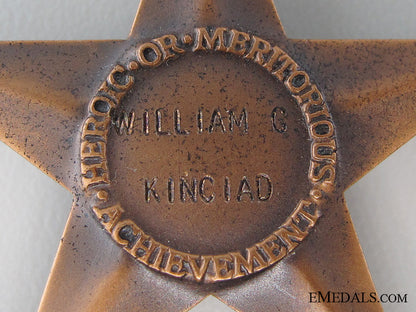 HEROIC·OR·MERITORIOUS·ACHIEVEMENT·
WILLIAM G
KINCIAD
EMEDALS.COM